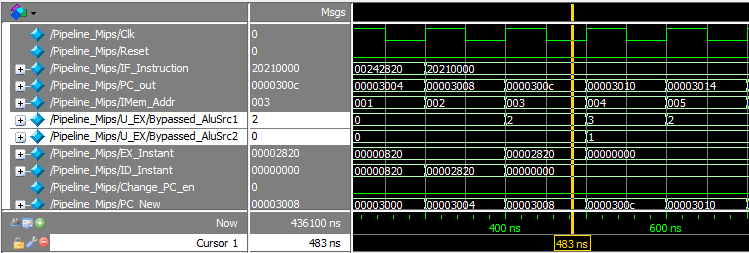 Msgs
/Pipeline_Mips/Clk 0
/Pipeline_Mips/Reset 0
/Pipeline_Mips/IF_Instruction 20210000 00242820 20210000
/Pipeline_Mips/PC_out 0000300c 00003004 00003008 0000300c 00003010 00003014
/Pipeline_Mips/IMem_Addr 003 001 002 003 004 005
/Pipeline_Mips/U_EX/Bypassed_AluSrc1 2 0 2 3 2
/Pipeline_Mips/U_EX/Bypassed_AluSrc2 0 0 1
/Pipeline_Mips/EX_Instant 00002820 00000820 00002820 00000000
/Pipeline_Mips/ID_Instant 00000000 00000820 00002820 00000000
/Pipeline_Mips/Change_PC_en 0
/Pipeline_Mips/PC_New 00003008 00003000 00003004 00003008 0000300c 00003010
Now 436100 ns 400 ns 600 ns
Cursor 1 483 ns 483 ns